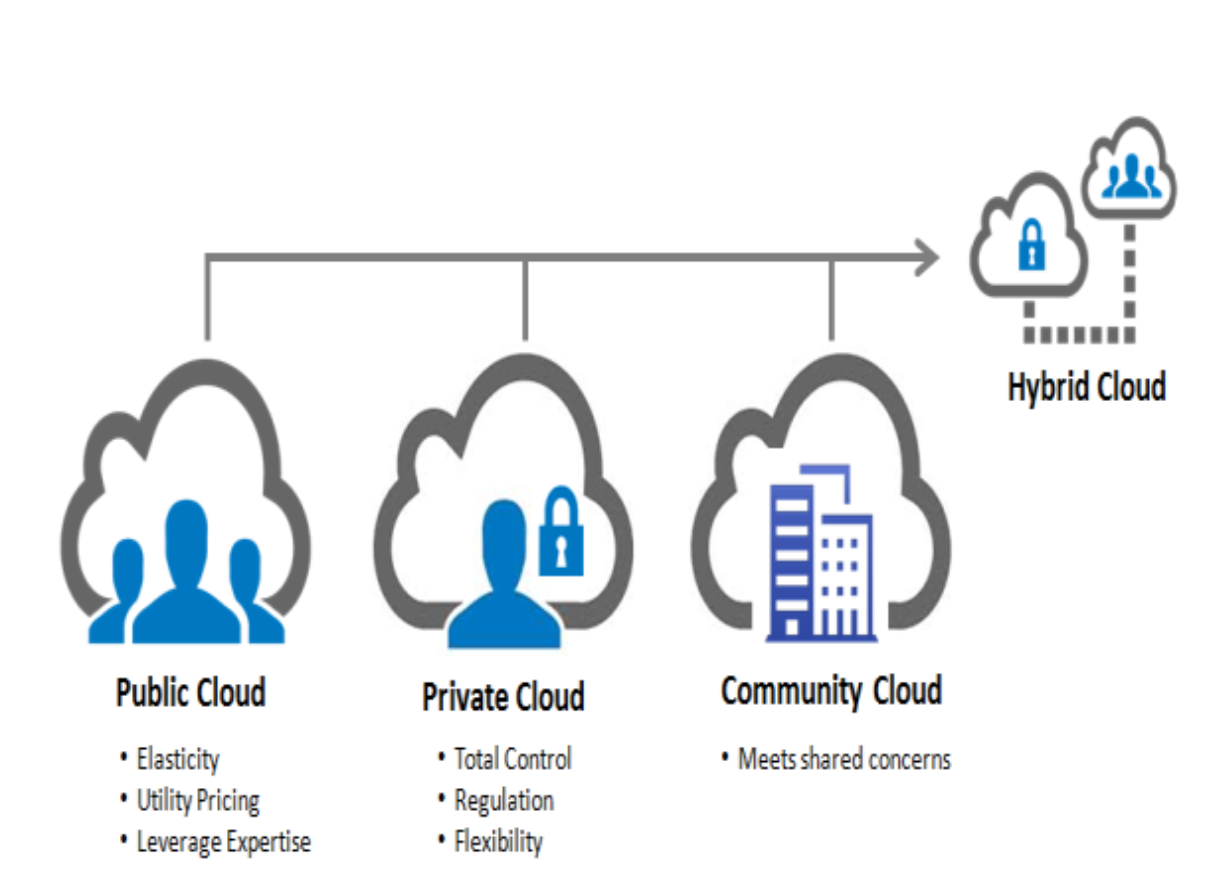 Hybrid Cloud
Public Cloud
• Elasticity
• Utility Pricing
• Leverage Expertise
Private Cloud
• Total Control
• Regulation
• Flexibility
Community Cloud
• Meets shared concerns